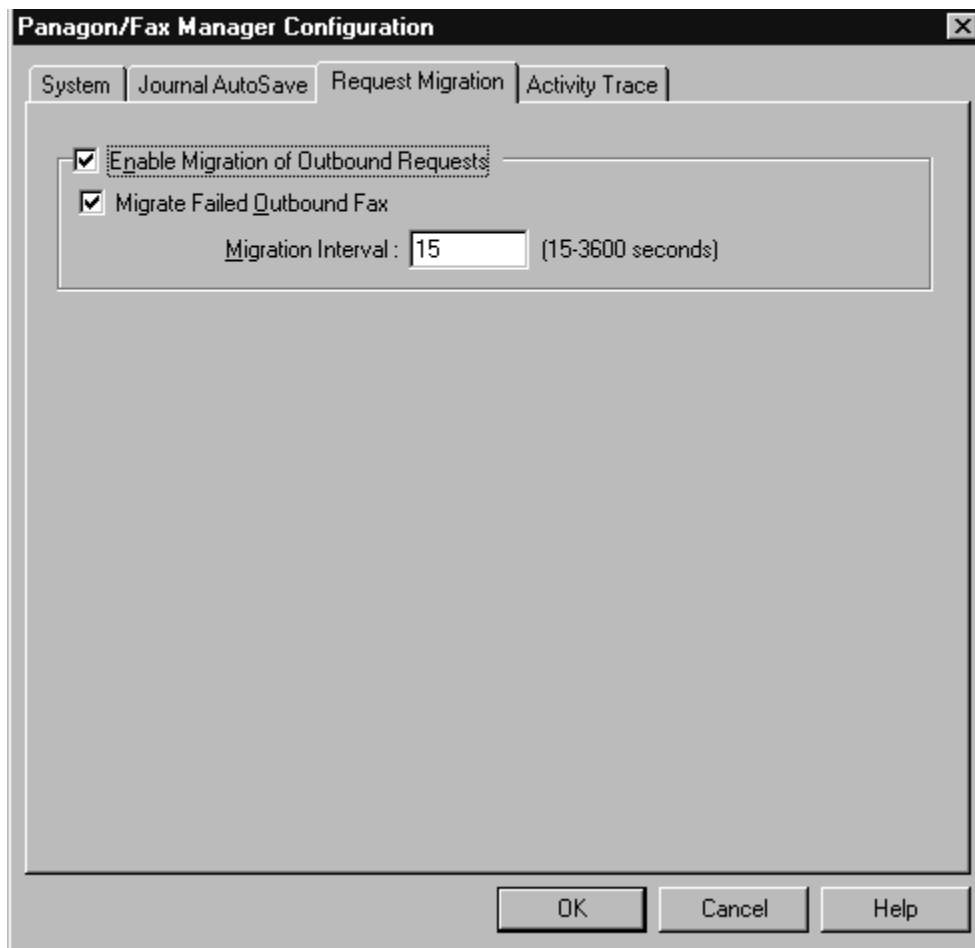 Panagon/Fax Manager Configuration
System Journal AutoSave Request Migration Activity Trace
Enable Migration of Outbound Requests
Migrate Failed Outbound Fax
Migration Interval : 15 (15-3600 seconds)
OK Cancel Help